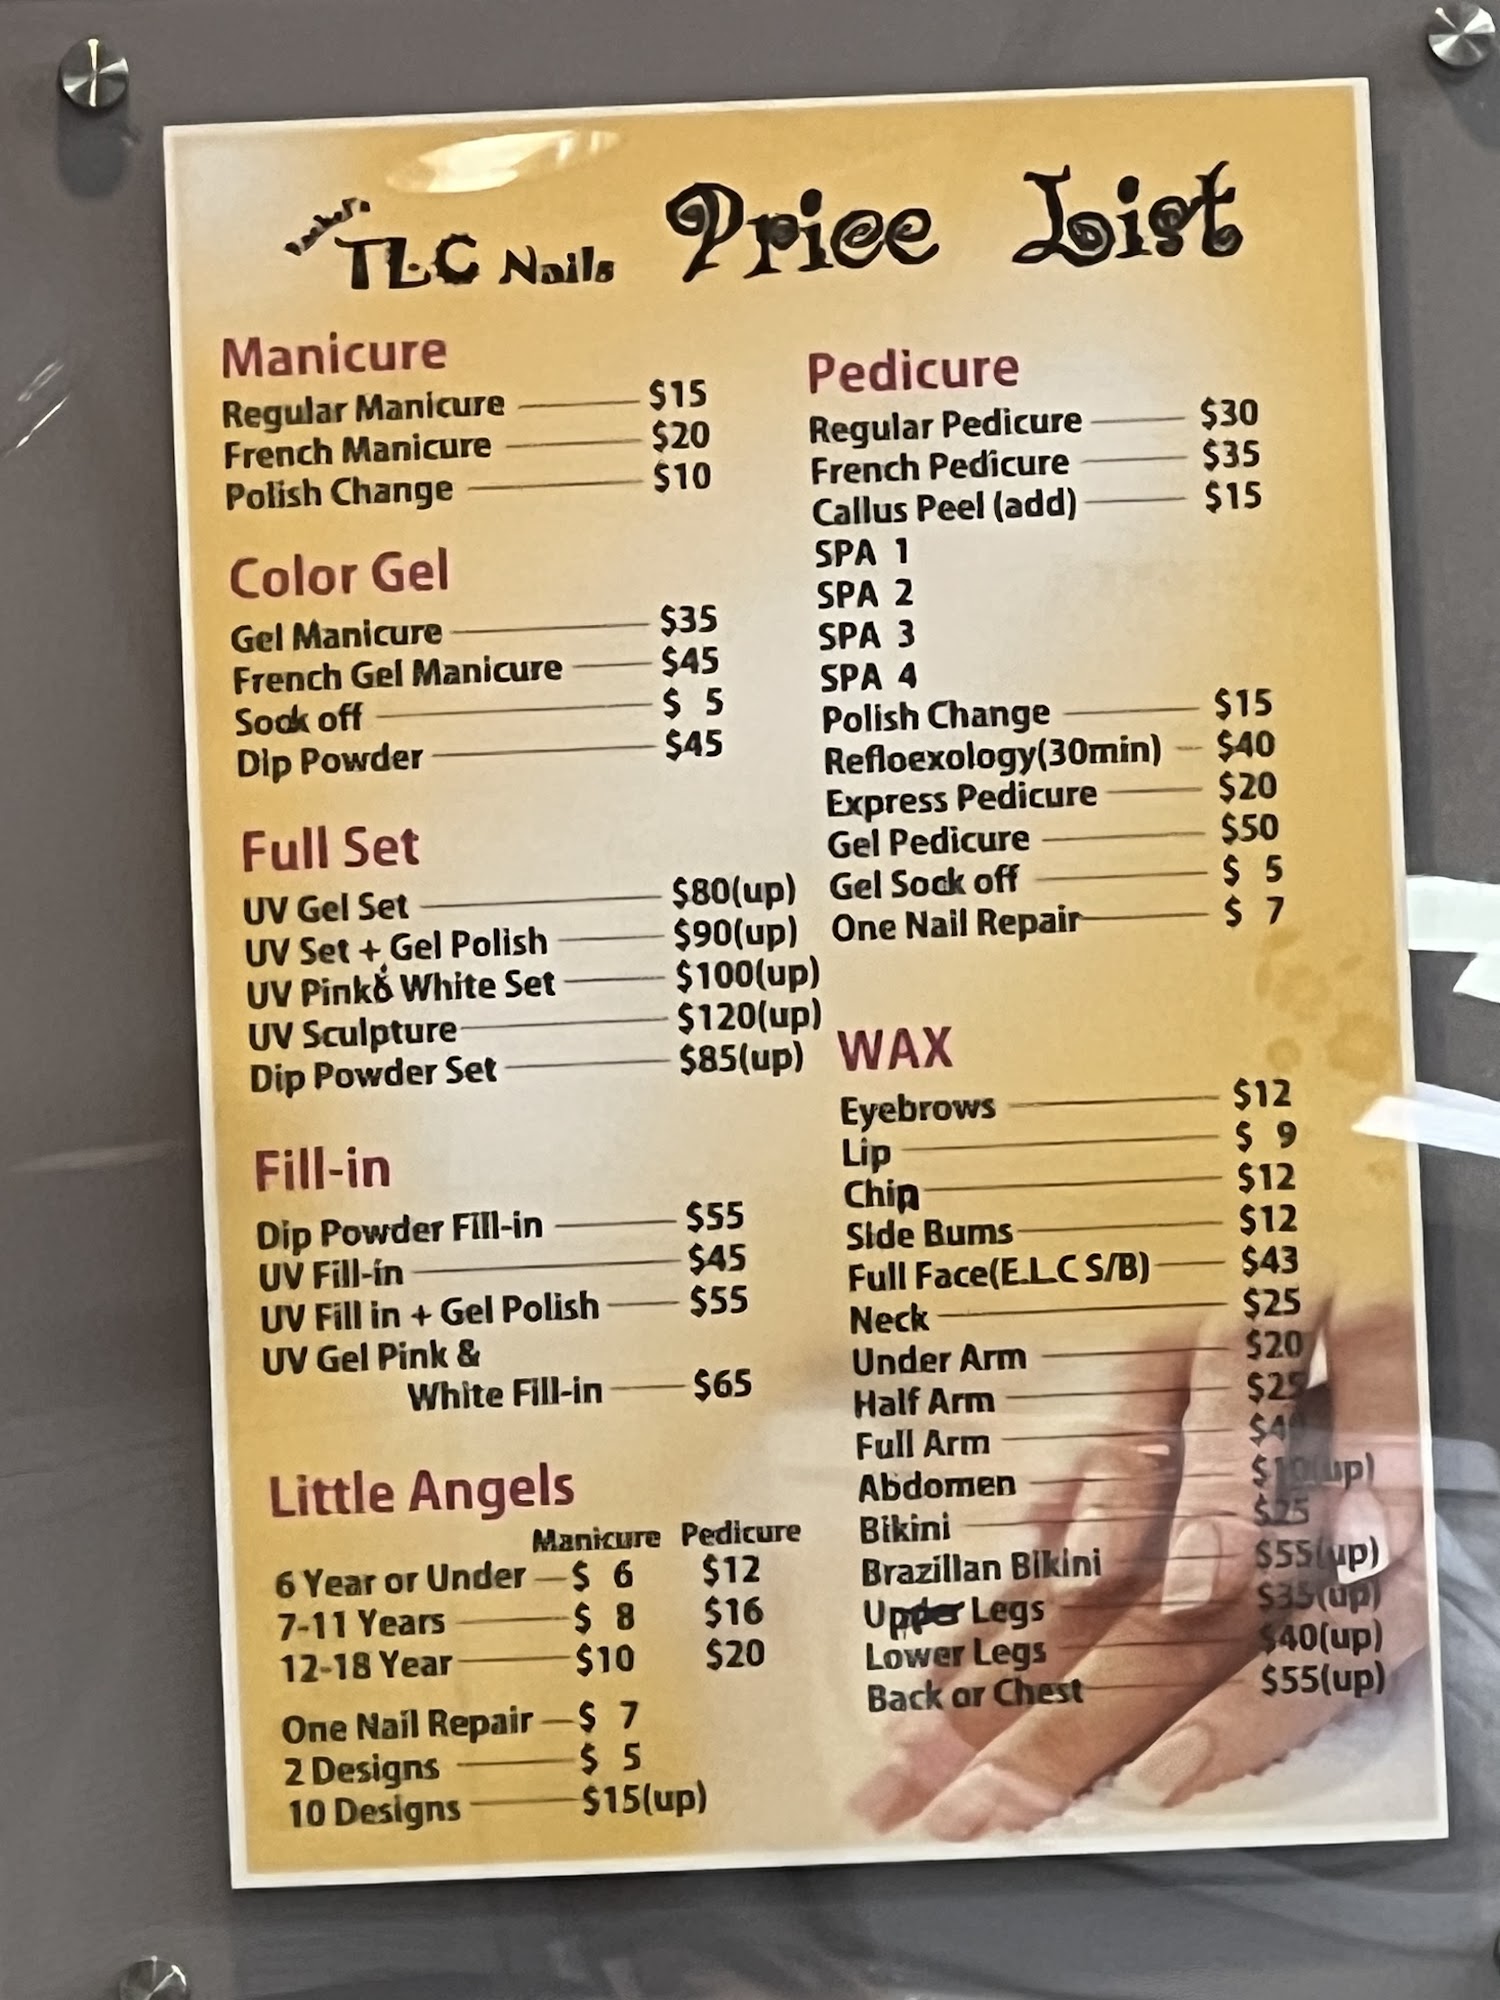 TLC Nails Price List
Manicure
Regular Manicure $15
French Manicure $20
Polish Change $10
Color Gel
Gel Manicure $35
French Gel Manicure $45
Sock off $ 5
Dip Powder $45
Full Set
UV Gel Set $80(up)
UV Set + Gel Polish $90(up)
UV Pink& White Set $100(up)
UV Sculpture $120(up)
Dip Powder Set $85(up)
Fill-in
Dip Powder Fill-in $55
UV Fill-in $45
UV Fill in + Gel Polish $55
UV Gel Pink &
White Fill-in $65
Little Angels
Manicure Pedicure
6 Year or Under $ 6 $12
7-11 Years $ 8 $16
12-18 Year $10 $20
One Nail Repair $ 7
2 Designs $ 5
10 Designs $15(up)
Pedicure
Regular Pedicure $30
French Pedicure $35
Callus Peel (add) $15
SPA 1
SPA 2
SPA 3
SPA 4
Polish Change $15
Refloexology(30min) $40
Express Pedicure $20
Gel Pedicure $50
Gel Sock off $ 5
One Nail Repair $ 7
WAX
Eyebrows $12
Lip $ 9
Chin $12
Side Burns $12
Full Face(E.L.C S/B) $43
Neck $25
Under Arm $20
Half Arm $25
Full Arm
Abdomen $10(up)
Bikini $25
Brazilian Bikini $55(up)
Upper Legs $35(up)
Lower Legs $40(up)
Back or Chest $55(up)